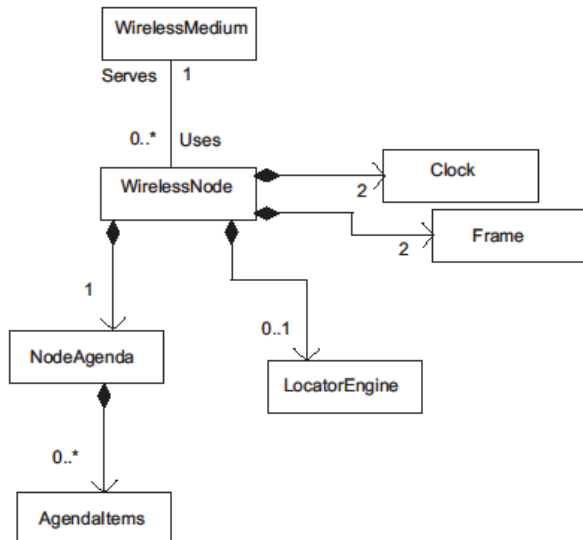 WirelessMedium
Serves 1
0..* Uses
WirelessNode
Clock
2
Frame
2
1
0..1
NodeAgenda
LocatorEngine
0..*
AgendaItems